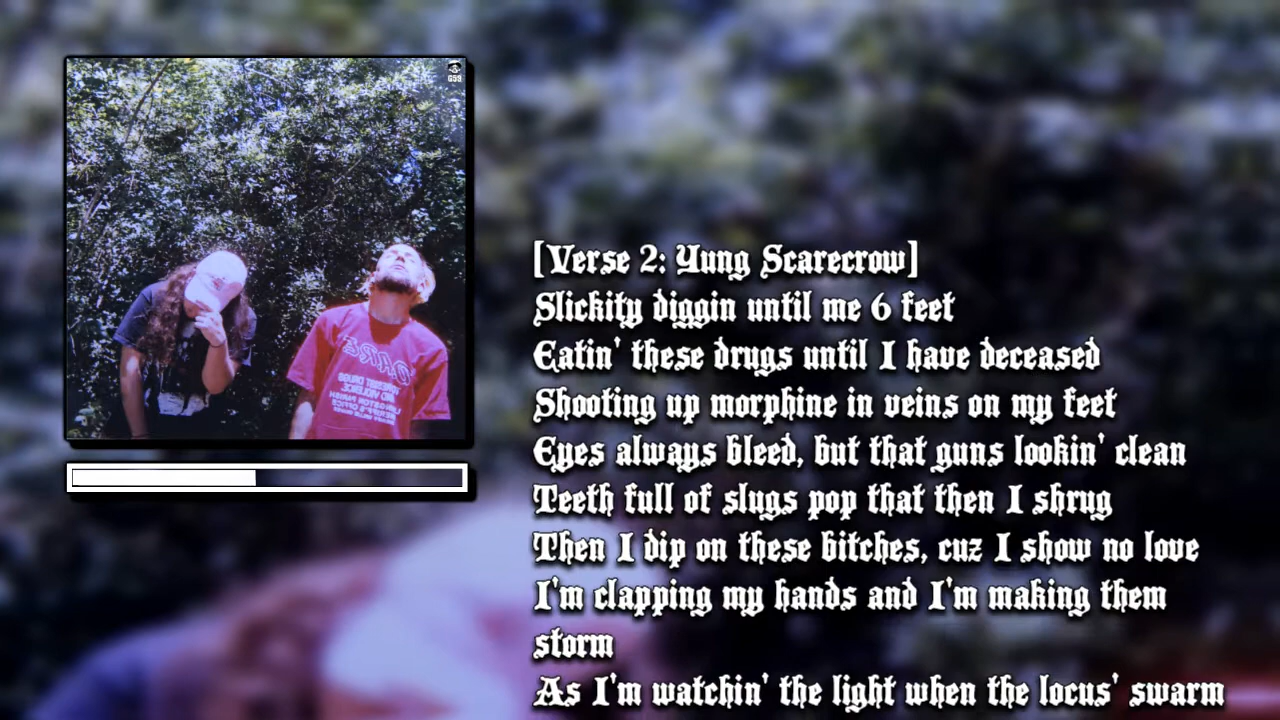 G59
DARE
[Verse 2: Yung Scarecrow]
Slickity diggin until me 6 feet
Eatin' these drugs until I have deceased
Shooting up morphine in veins on my feet
Eyes always bleed, but that guns lookin' clean
Teeth full of slugs pop that then I shrug
Then I dip on these bitches, cuz I show no love
I'm clapping my hands and I'm making them
storm
As I'm watchin' the light when the locus' swarm